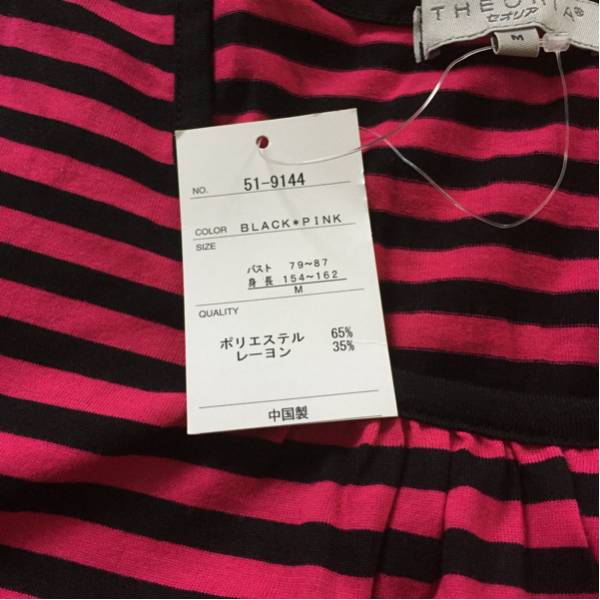 THEORIA®
セオリア
M
NO. 51-9144
COLOR BLACK*PINK
SIZE
バスト 79~87
身長 154~162
M
QUALITY
ポリエステル 65%
レーヨン 35%
中国製